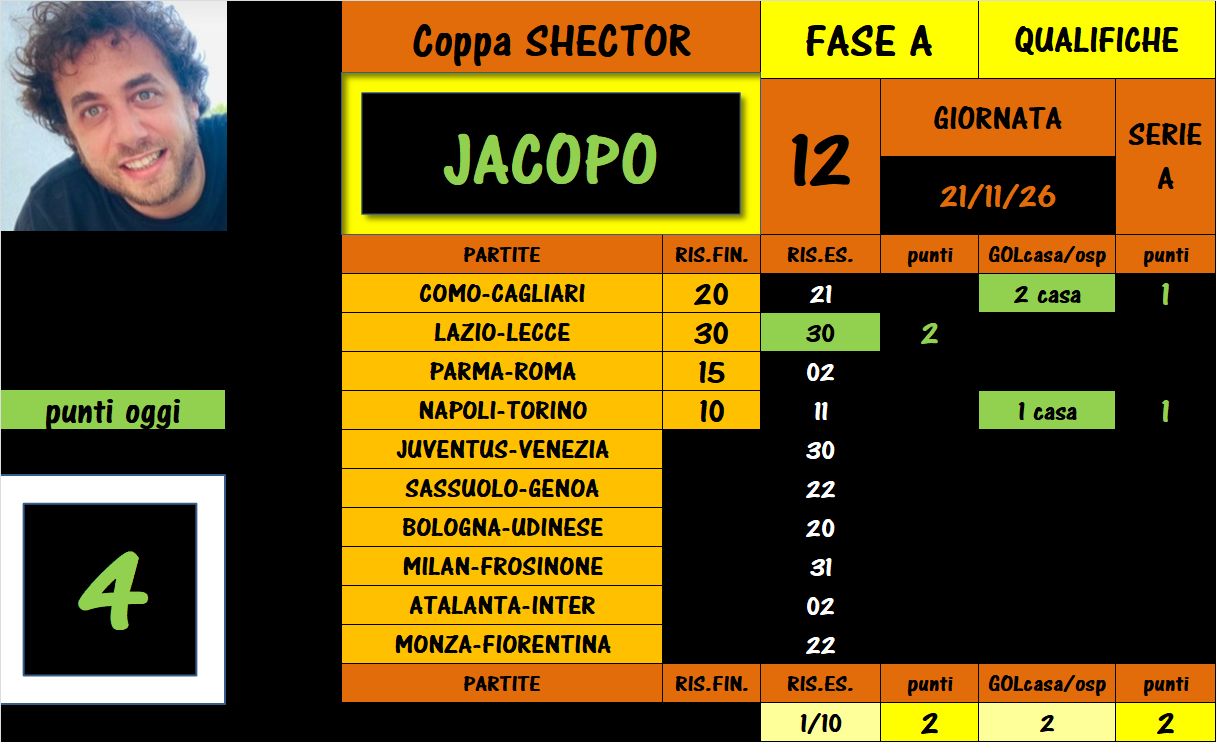 Coppa SHECTOR FASE A QUALIFICHE
JACOPO 12 GIORNATA SERIE A
21/11/26
PARTITE RIS.FIN. RIS.ES. punti GOLcasa/osp punti
COMO-CAGLIARI 20 21 2 casa 1
LAZIO-LECCE 30 30 2
PARMA-ROMA 15 02
punti oggi
NAPOLI-TORINO 10 11 1 casa 1
JUVENTUS-VENEZIA 30
SASSUOLO-GENOA 22
BOLOGNA-UDINESE 20
4
MILAN-FROSINONE 31
ATALANTA-INTER 02
MONZA-FIORENTINA 22
PARTITE RIS.FIN. RIS.ES. punti GOLcasa/osp punti
1/10 2 2 2